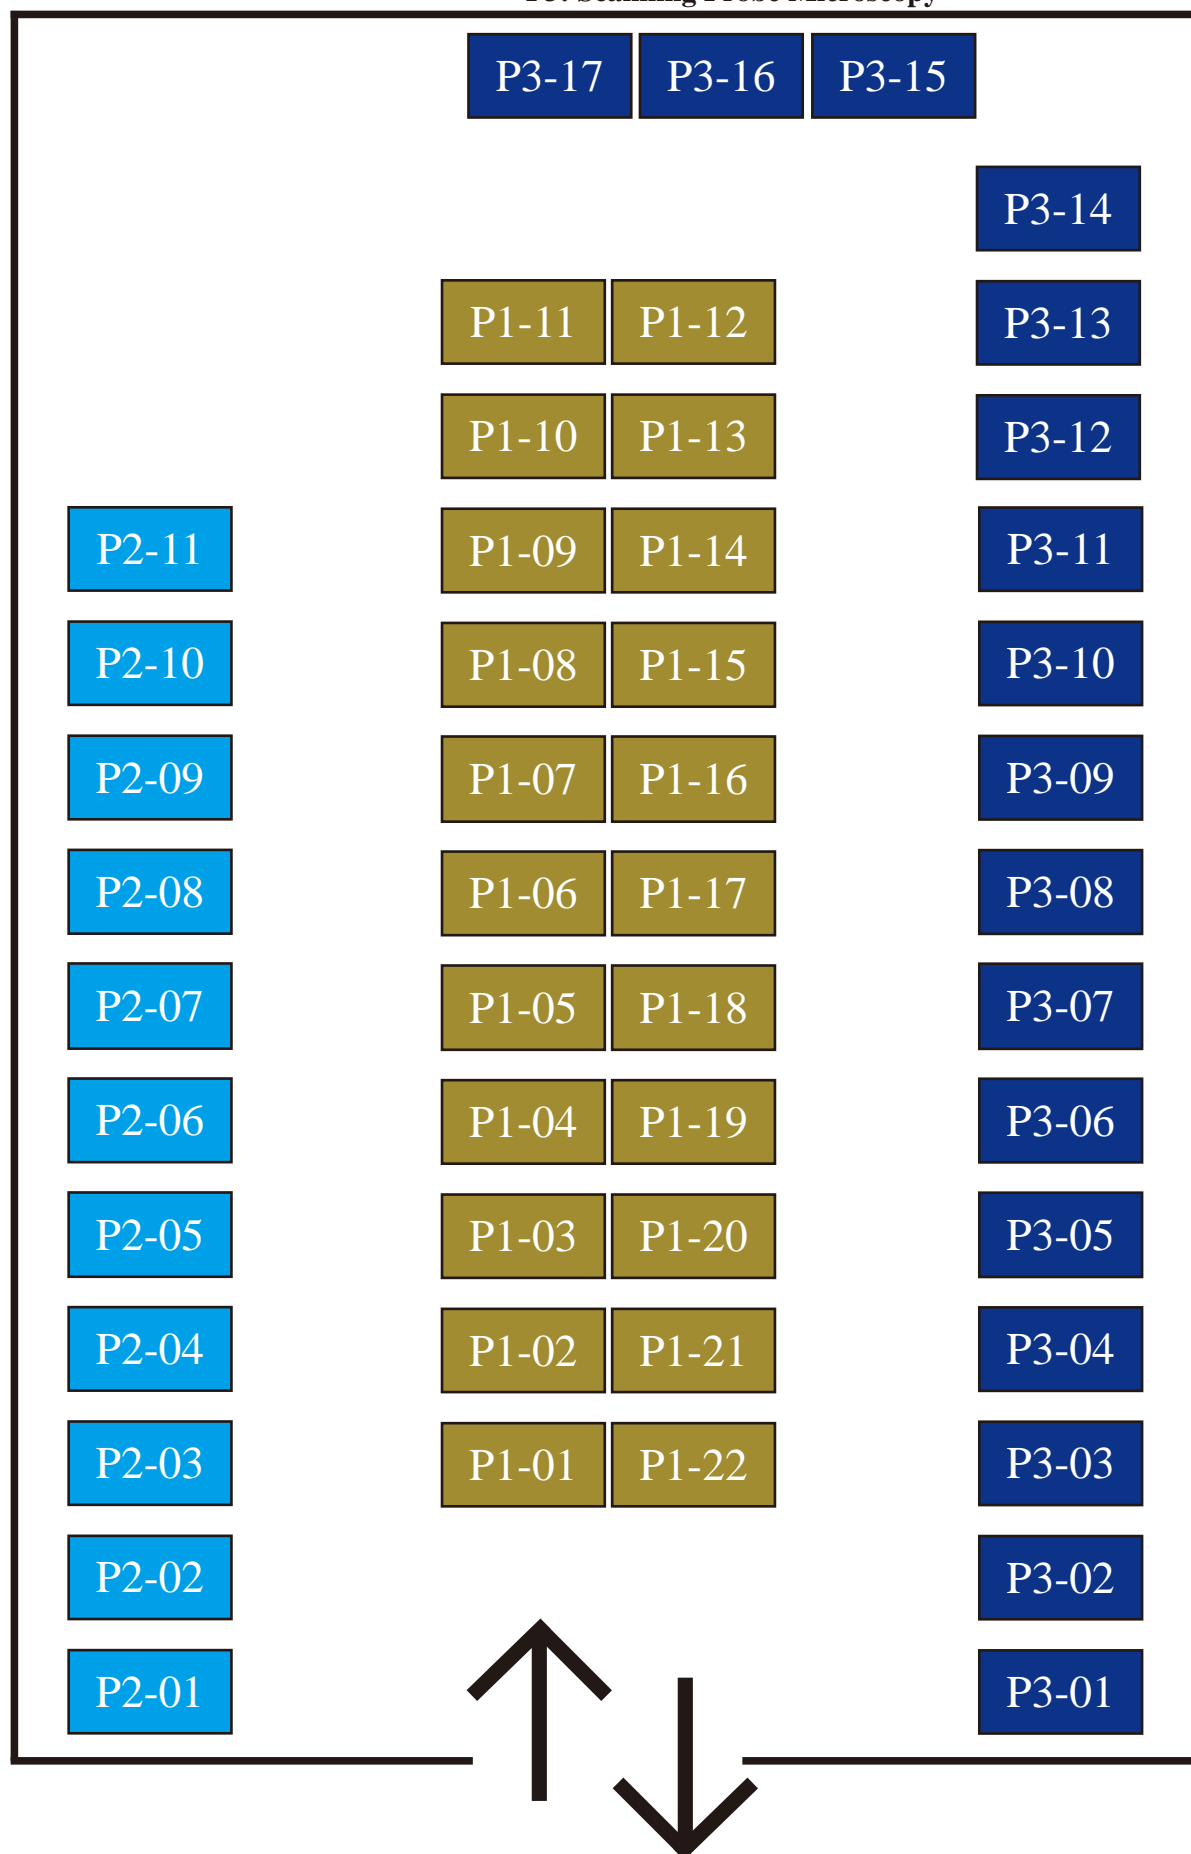 P3: Scanning Probe Microscopy
P3-17 P3-16 P3-15
P3-14
P1-11 P1-12 P3-13
P1-10 P1-13 P3-12
P2-11 P1-09 P1-14 P3-11
P2-10 P1-08 P1-15 P3-10
P2-09 P1-07 P1-16 P3-09
P2-08 P1-06 P1-17 P3-08
P2-07 P1-05 P1-18 P3-07
P2-06 P1-04 P1-19 P3-06
P2-05 P1-03 P1-20 P3-05
P2-04 P1-02 P1-21 P3-04
P2-03 P1-01 P1-22 P3-03
P2-02 P3-02
P2-01 P3-01